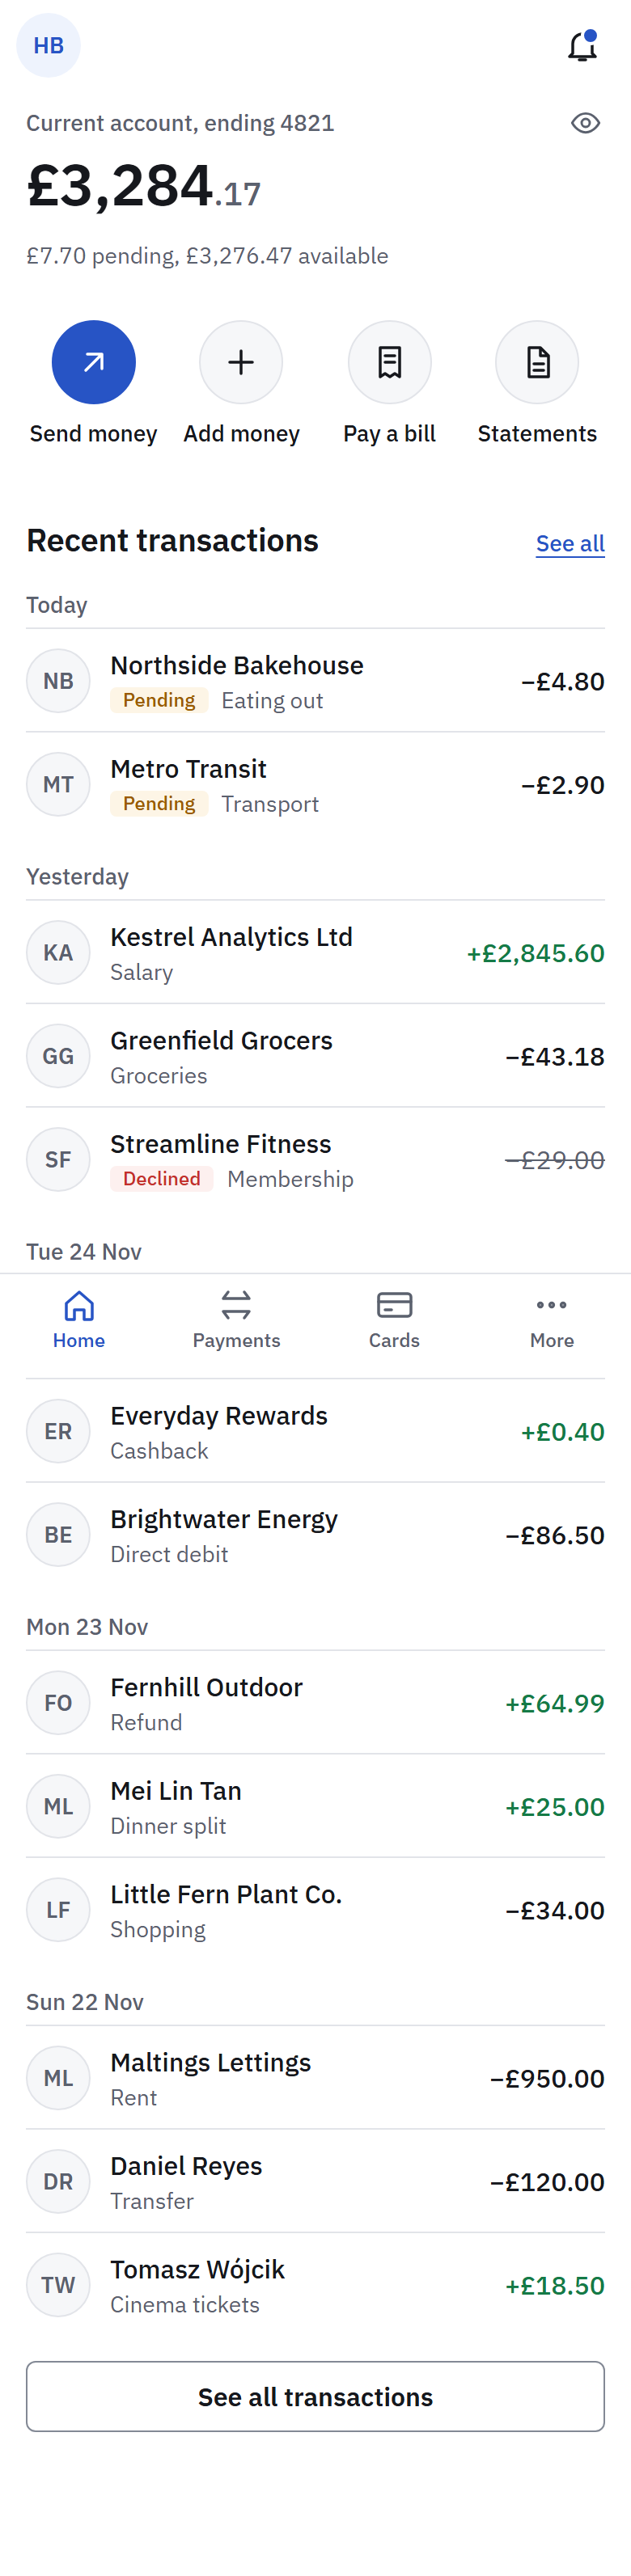 HB
Current account, ending 4821
£3,284.17
£7.70 pending, £3,276.47 available
Send money Add money Pay a bill Statements
Recent transactions See all
Today
NB Northside Bakehouse −£4.80
Pending Eating out
MT Metro Transit −£2.90
Pending Transport
Yesterday
KA Kestrel Analytics Ltd +£2,845.60
Salary
GG Greenfield Grocers −£43.18
Groceries
SF Streamline Fitness −£29.00
Declined Membership
Tue 24 Nov
Home Payments Cards More
ER Everyday Rewards +£0.40
Cashback
BE Brightwater Energy −£86.50
Direct debit
Mon 23 Nov
FO Fernhill Outdoor +£64.99
Refund
ML Mei Lin Tan +£25.00
Dinner split
LF Little Fern Plant Co. −£34.00
Shopping
Sun 22 Nov
ML Maltings Lettings −£950.00
Rent
DR Daniel Reyes −£120.00
Transfer
TW Tomasz Wójcik +£18.50
Cinema tickets
See all transactions